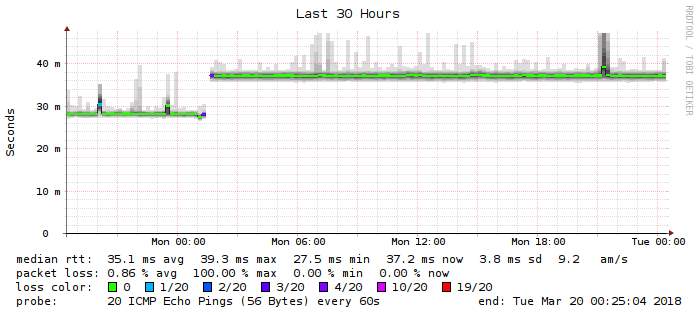 Last 30 Hours
RRDTOOL / TOBI OETIKER
Seconds
40 m
30 m
20 m
10 m
0
Mon 00:00 Mon 06:00 Mon 12:00 Mon 18:00 Tue 00:00
median rtt: 35.1 ms avg 39.3 ms max 27.5 ms min 37.2 ms now 3.8 ms sd 9.2 am/s
packet loss: 0.86 % avg 100.00 % max 0.00 % min 0.00 % now
loss color: 0 1/20 2/20 3/20 4/20 10/20 19/20
probe: 20 ICMP Echo Pings (56 Bytes) every 60s end: Tue Mar 20 00:25:04 2018